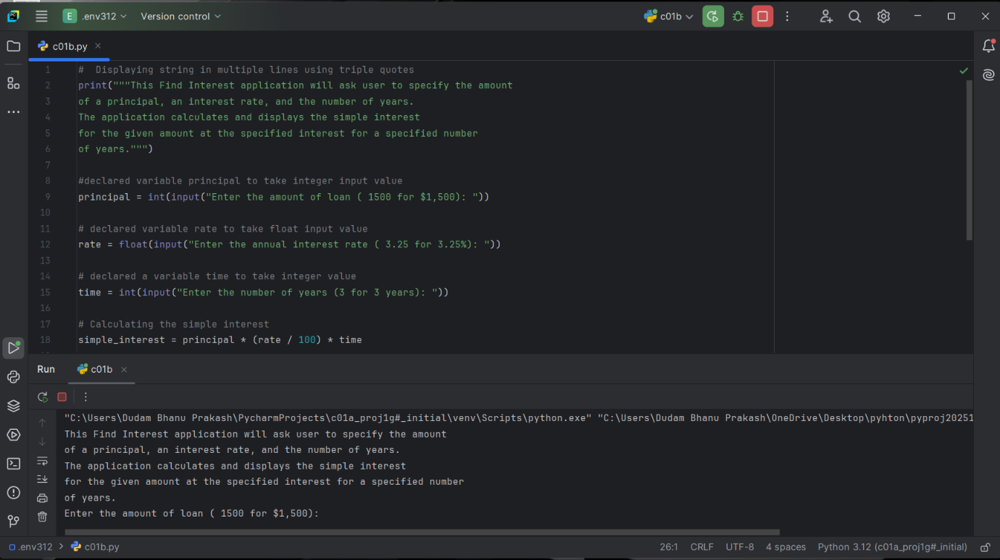 E .env312 Version control c01b
c01b.py
1 #  Displaying string in multiple lines using triple quotes
2 print("""This Find Interest application will ask user to specify the amount
3 of a principal, an interest rate, and the number of years.
4 The application calculates and displays the simple interest
5 for the given amount at the specified interest for a specified number
6 of years.""")
7
8 #declared variable principal to take integer input value
9 principal = int(input("Enter the amount of loan ( 1500 for $1,500): "))
10
11 # declared variable rate to take float input value
12 rate = float(input("Enter the annual interest rate ( 3.25 for 3.25%): "))
13
14 # declared a variable time to take integer value
15 time = int(input("Enter the number of years (3 for 3 years): "))
16
17 # Calculating the simple interest
18 simple_interest = principal * (rate / 100) * time
Run c01b
"C:\Users\Dudam Bhanu Prakash\PycharmProjects\c01a_proj1g#_initial\venv\Scripts\python.exe" "C:\Users\Dudam Bhanu Prakash\OneDrive\Desktop\pyhton\pyproj20251
This Find Interest application will ask user to specify the amount
of a principal, an interest rate, and the number of years.
The application calculates and displays the simple interest
for the given amount at the specified interest for a specified number
of years.
Enter the amount of loan ( 1500 for $1,500):
.env312 > c01b.py 26:1 CRLF UTF-8 4 spaces Python 3.12 (c01a_proj1g#_initial)